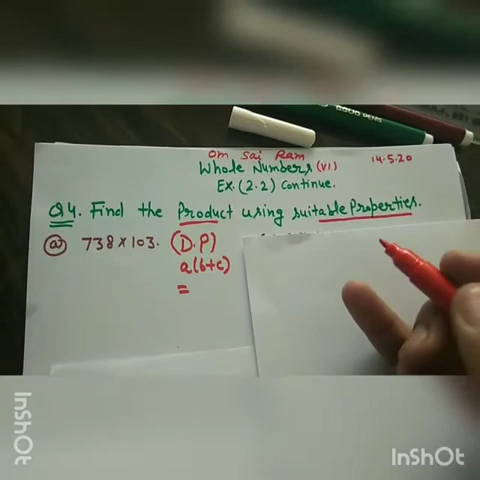 Om Sai Ram
Whole Numbers (VI) 14.5.20
Ex. (2.2) Continue.
Q4. Find the Product using suitable Properties.
(a) 738 × 103. (D.P)
a(b+c)
=
InShOt
InShOt